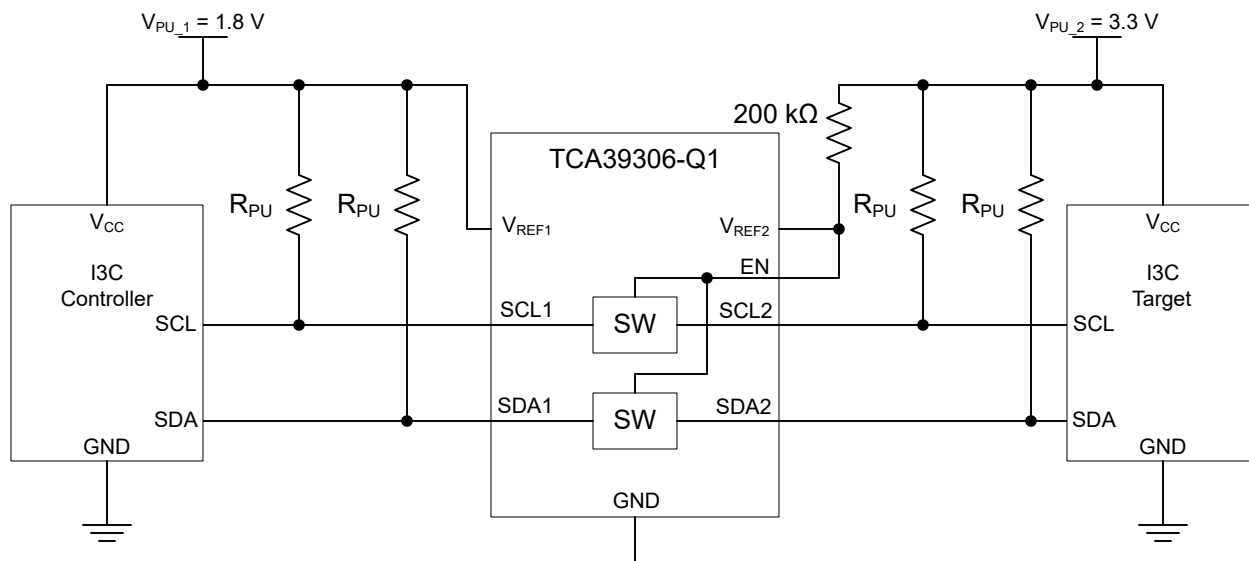 V_PU_1 = 1.8 V
V_PU_2 = 3.3 V
200 kΩ
TCA39306-Q1
R_PU
R_PU
R_PU
R_PU
V_CC
I3C
Controller
SCL
SDA
GND
V_REF1
V_REF2
EN
SCL1
SW
SCL2
SDA1
SW
SDA2
GND
V_CC
I3C
Target
SCL
SDA
GND